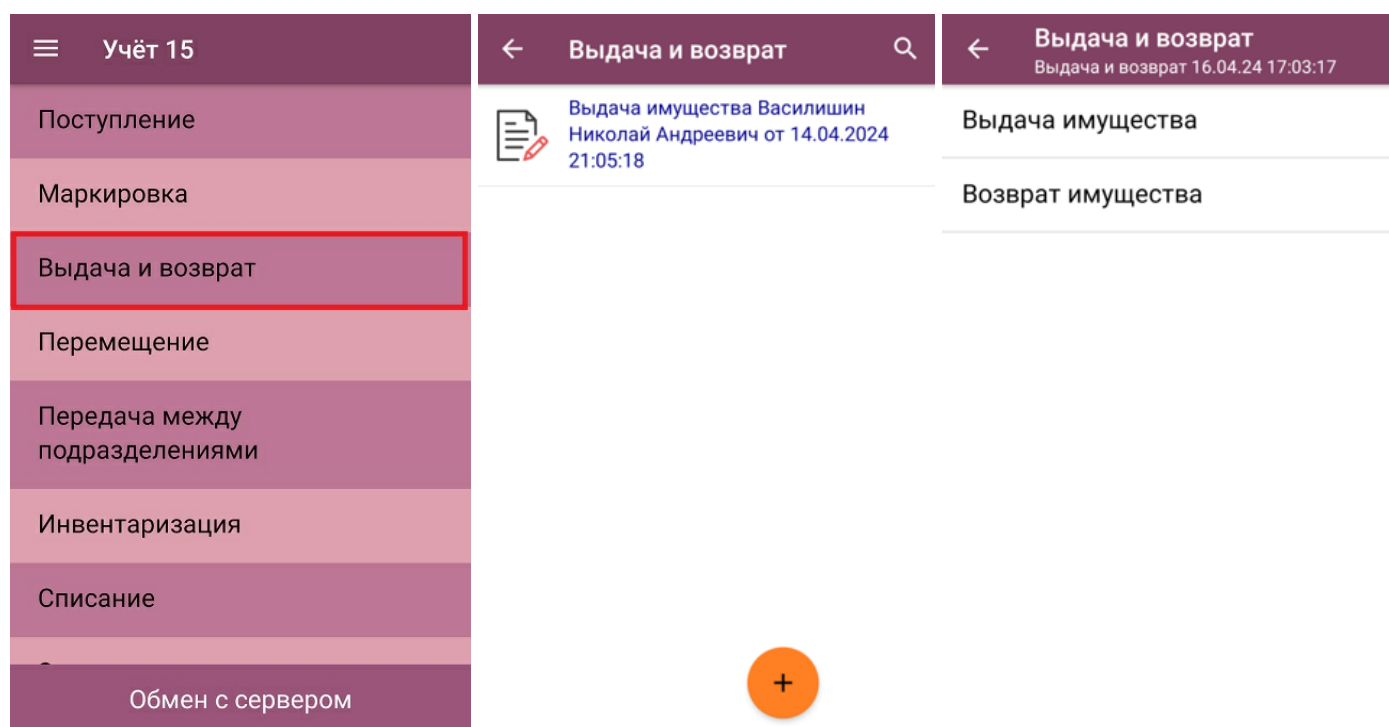 Учёт 15
Поступление
Маркировка
Выдача и возврат
Перемещение
Передача между
подразделениями
Инвентаризация
Списание
Обмен с сервером
Выдача и возврат
Выдача имущества Василишин
Николай Андреевич от 14.04.2024
21:05:18
+
Выдача и возврат
Выдача и возврат 16.04.24 17:03:17
Выдача имущества
Возврат имущества